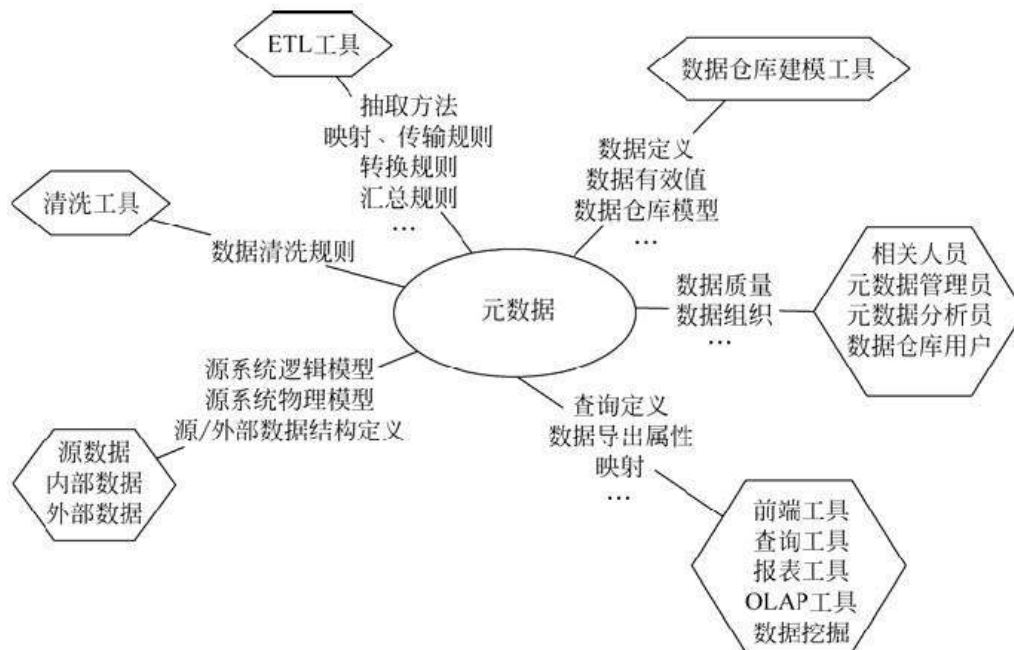 ETL工具
抽取方法
映射、传输规则
转换规则
汇总规则
…
数据仓库建模工具
数据定义
数据有效值
数据仓库模型
…
清洗工具
数据清洗规则
元数据
数据质量
数据组织
…
相关人员
元数据管理员
元数据分析员
数据仓库用户
源系统逻辑模型
源系统物理模型
源/外部数据结构定义
源数据
内部数据
外部数据
查询定义
数据导出属性
映射
…
前端工具
查询工具
报表工具
OLAP工具
数据挖掘